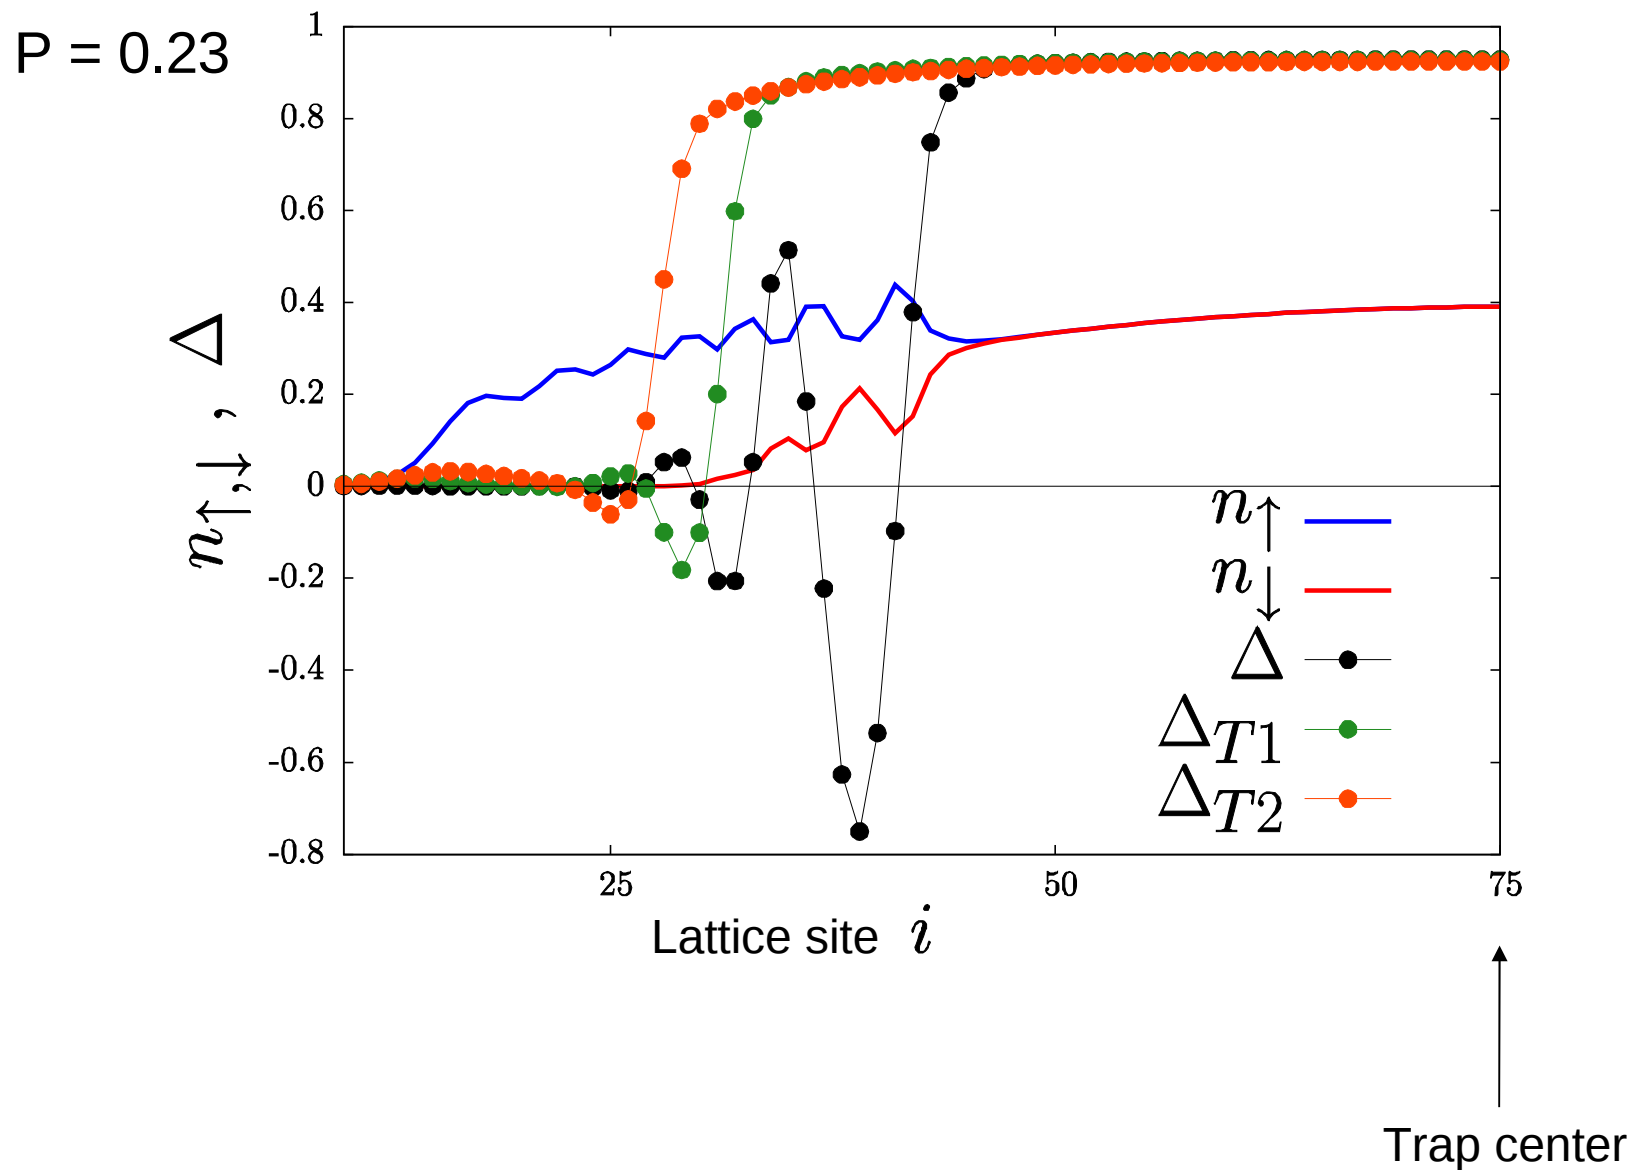 P = 0.23
1
0.8
0.6
0.4
0.2
0
-0.2
-0.4
-0.6
-0.8
n↑,↓ , Δ
n↑
n↓
Δ
ΔT1
ΔT2
25 50 75
Lattice site i
Trap center